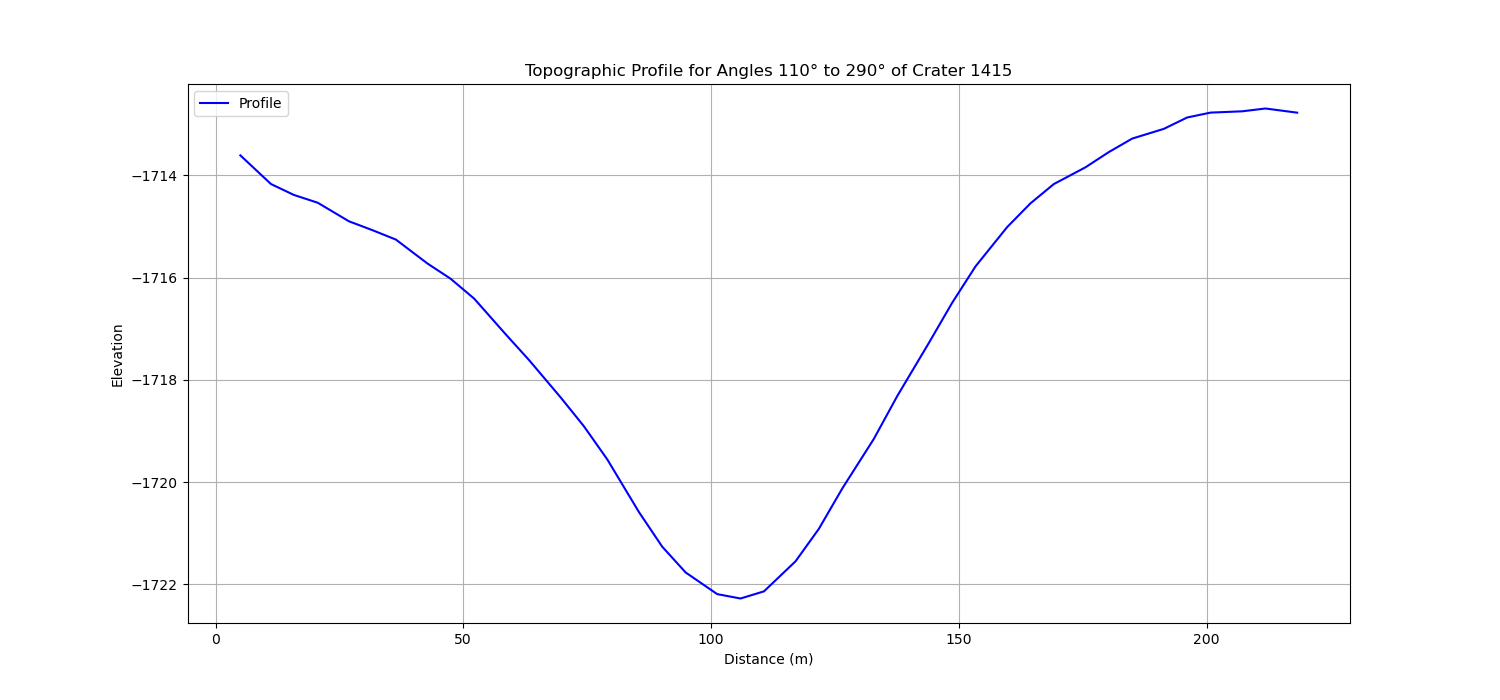 Topographic Profile for Angles 110° to 290° of Crater 1415
Profile
−1714
−1716
−1718
−1720
−1722
Elevation
0
50
100
150
200
Distance (m)